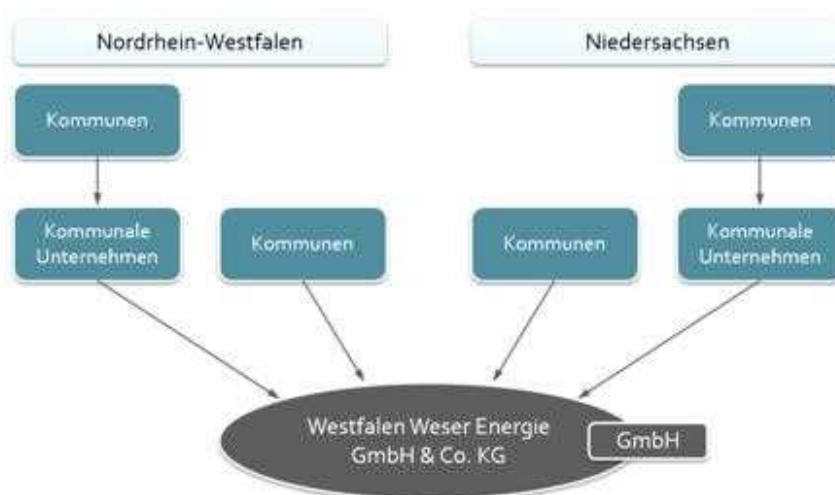 Nordrhein-Westfalen
Niedersachsen
Kommunen
Kommunen
Kommunale
Unternehmen
Kommunen
Kommunen
Kommunale
Unternehmen
Westfalen Weser Energie
GmbH & Co. KG
GmbH